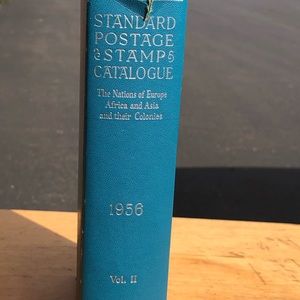 STANDARD
POSTAGE
& STAMP
CATALOGUE
The Nations of Europe
Africa and Asia
and their Colonies
1956
Vol. II